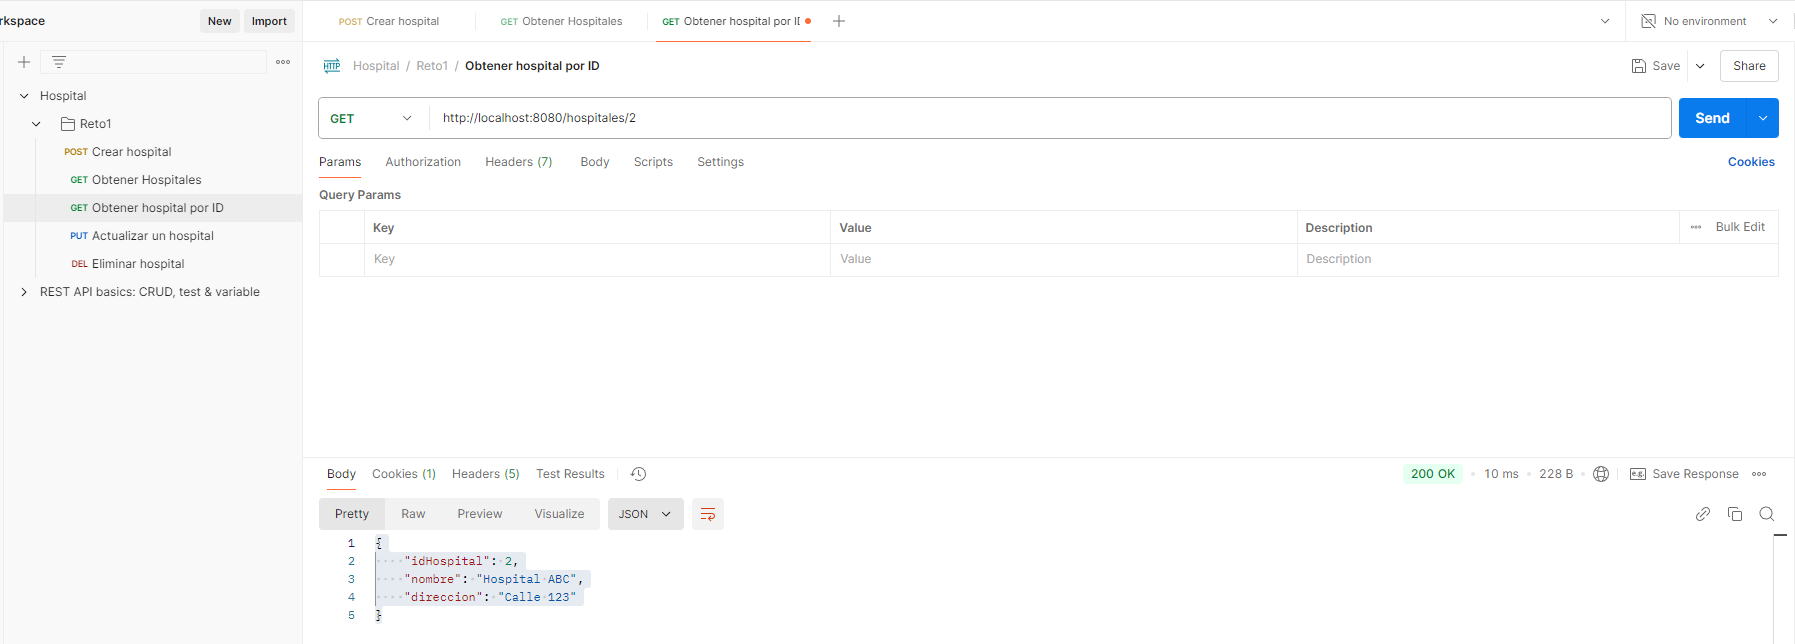 rkspace New Import
POST Crear hospital GET Obtener Hospitales GET Obtener hospital por II No environment
HTTP Hospital / Reto1 / Obtener hospital por ID Save Share
Hospital
Reto1
POST Crear hospital
GET Obtener Hospitales
GET Obtener hospital por ID
PUT Actualizar un hospital
DEL Eliminar hospital
REST API basics: CRUD, test & variable
GET http://localhost:8080/hospitales/2 Send
Params Authorization Headers (7) Body Scripts Settings Cookies
Query Params
Key Value Description Bulk Edit
Key Value Description
Body Cookies (1) Headers (5) Test Results 200 OK 10 ms 228 B e.g. Save Response
Pretty Raw Preview Visualize JSON
1 {
2 "idHospital": 2,
3 "nombre": "Hospital ABC",
4 "direccion": "Calle 123"
5 }